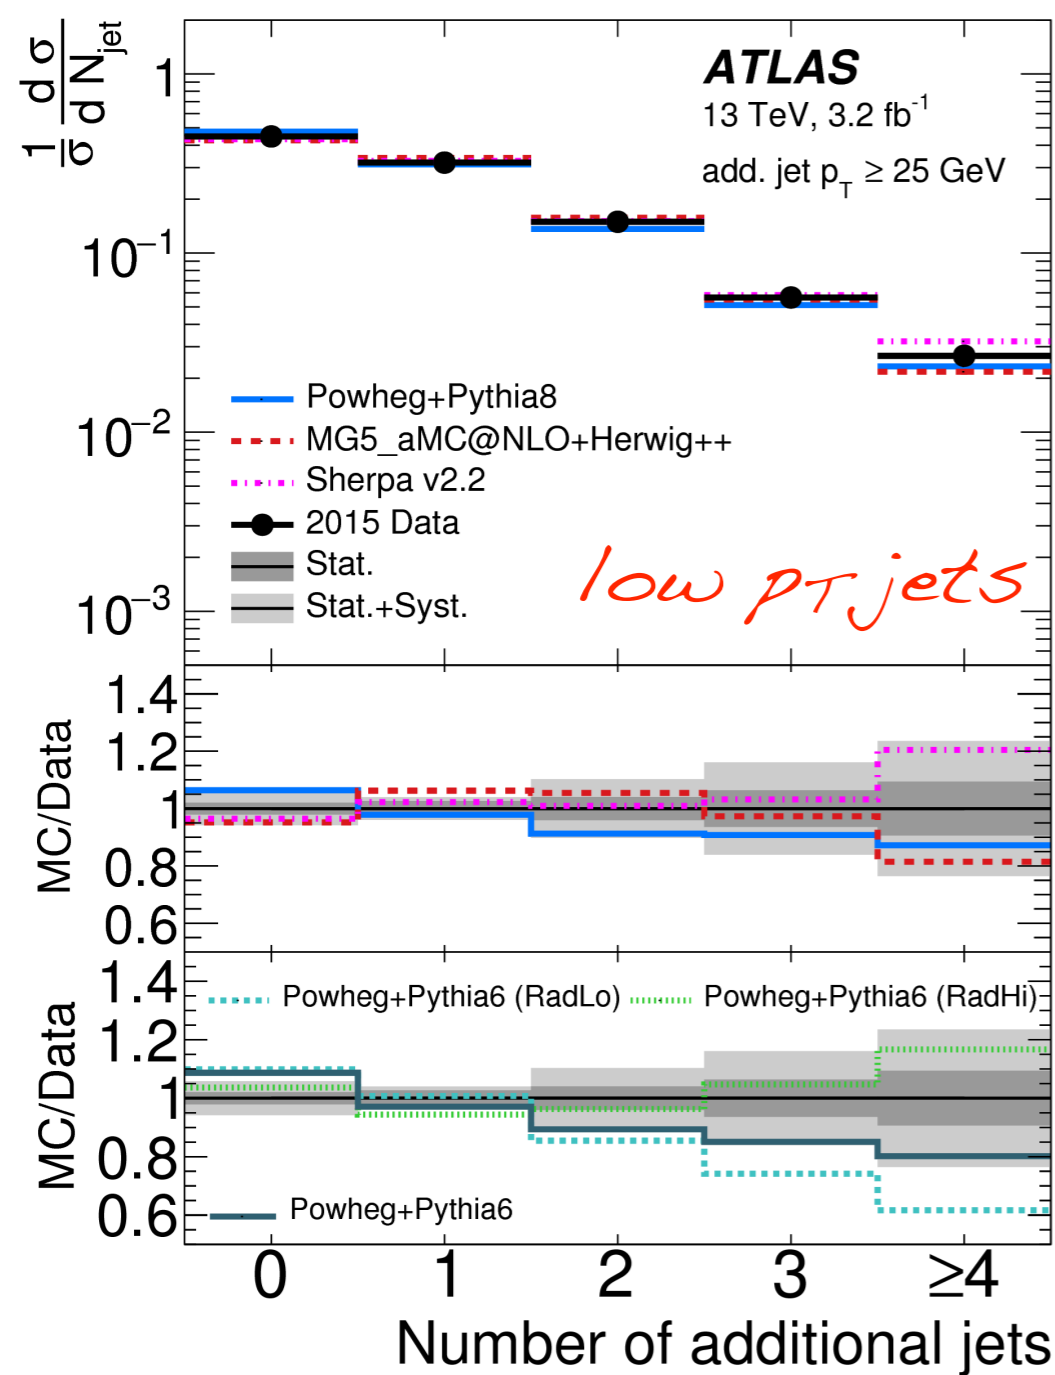 1/σ d σ/d N_jet
ATLAS
13 TeV, 3.2 fb⁻¹
add. jet p_T ≥ 25 GeV
1
10⁻¹
10⁻²
10⁻³
Powheg+Pythia8
MG5_aMC@NLO+Herwig++
Sherpa v2.2
2015 Data
Stat.
Stat.+Syst.
low pT jets
MC/Data
1.4
1.2
1
0.8
0.6
MC/Data
1.4
1.2
1
0.8
0.6
Powheg+Pythia6 (RadLo)
Powheg+Pythia6 (RadHi)
Powheg+Pythia6
0 1 2 3 ≥4
Number of additional jets